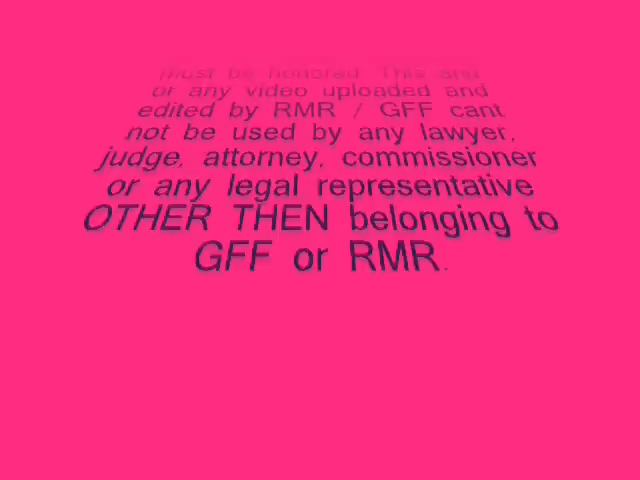 must be honored. This and
or any video uploaded and
edited by RMR / GFF cant
not be used by any lawyer,
judge, attorney, commissioner
or any legal representative
OTHER THEN belonging to
GFF or RMR.